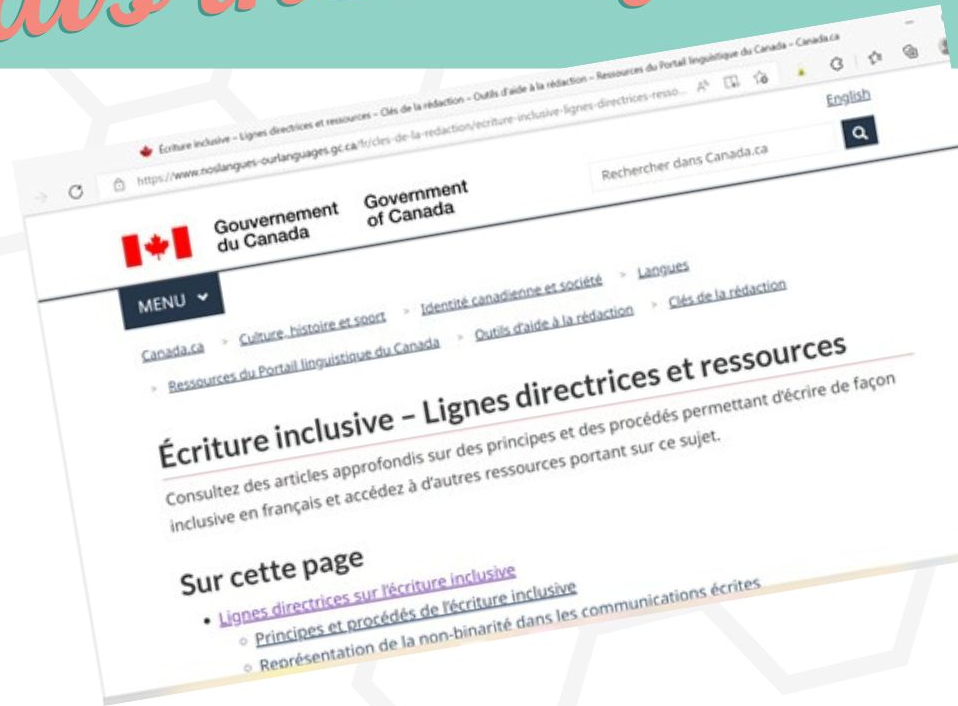 Écriture inclusive – Lignes directrices et ressources – Clés de la rédaction – Outils d'aide à la rédaction – Ressources du Portail linguistique du Canada – Canada.ca
https://www.noslangues-ourlanguages.gc.ca/fr/cles-de-la-redaction/ecriture-inclusive-lignes-directrices-resso...
English
Gouvernement du Canada
Government of Canada
Rechercher dans Canada.ca
MENU
Canada.ca > Culture, histoire et sport > Identité canadienne et société > Langues
> Ressources du Portail linguistique du Canada > Outils d'aide à la rédaction > Clés de la rédaction
Écriture inclusive – Lignes directrices et ressources
Consultez des articles approfondis sur des principes et des procédés permettant d'écrire de façon
inclusive en français et accédez à d'autres ressources portant sur ce sujet.
Sur cette page
• Lignes directrices sur l'écriture inclusive
○ Principes et procédés de l'écriture inclusive
○ Représentation de la non-binarité dans les communications écrites